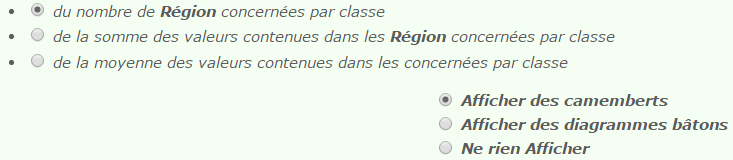 du nombre de Région concernées par classe
de la somme des valeurs contenues dans les Région concernées par classe
de la moyenne des valeurs contenues dans les concernées par classe
Afficher des camemberts
Afficher des diagrammes bâtons
Ne rien Afficher